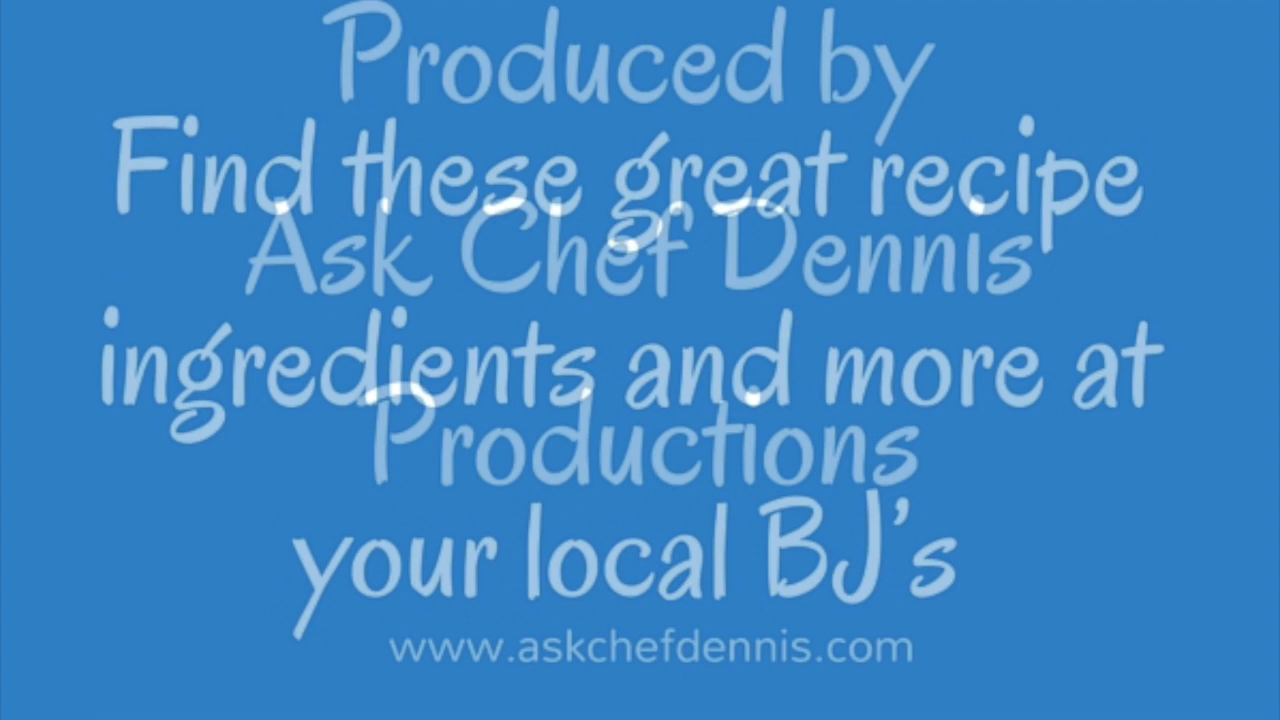 Produced by
Find these great recipe
Ask Chef Dennis
ingredients and more at
Productions
your local BJ's
www.askchefdennis.com